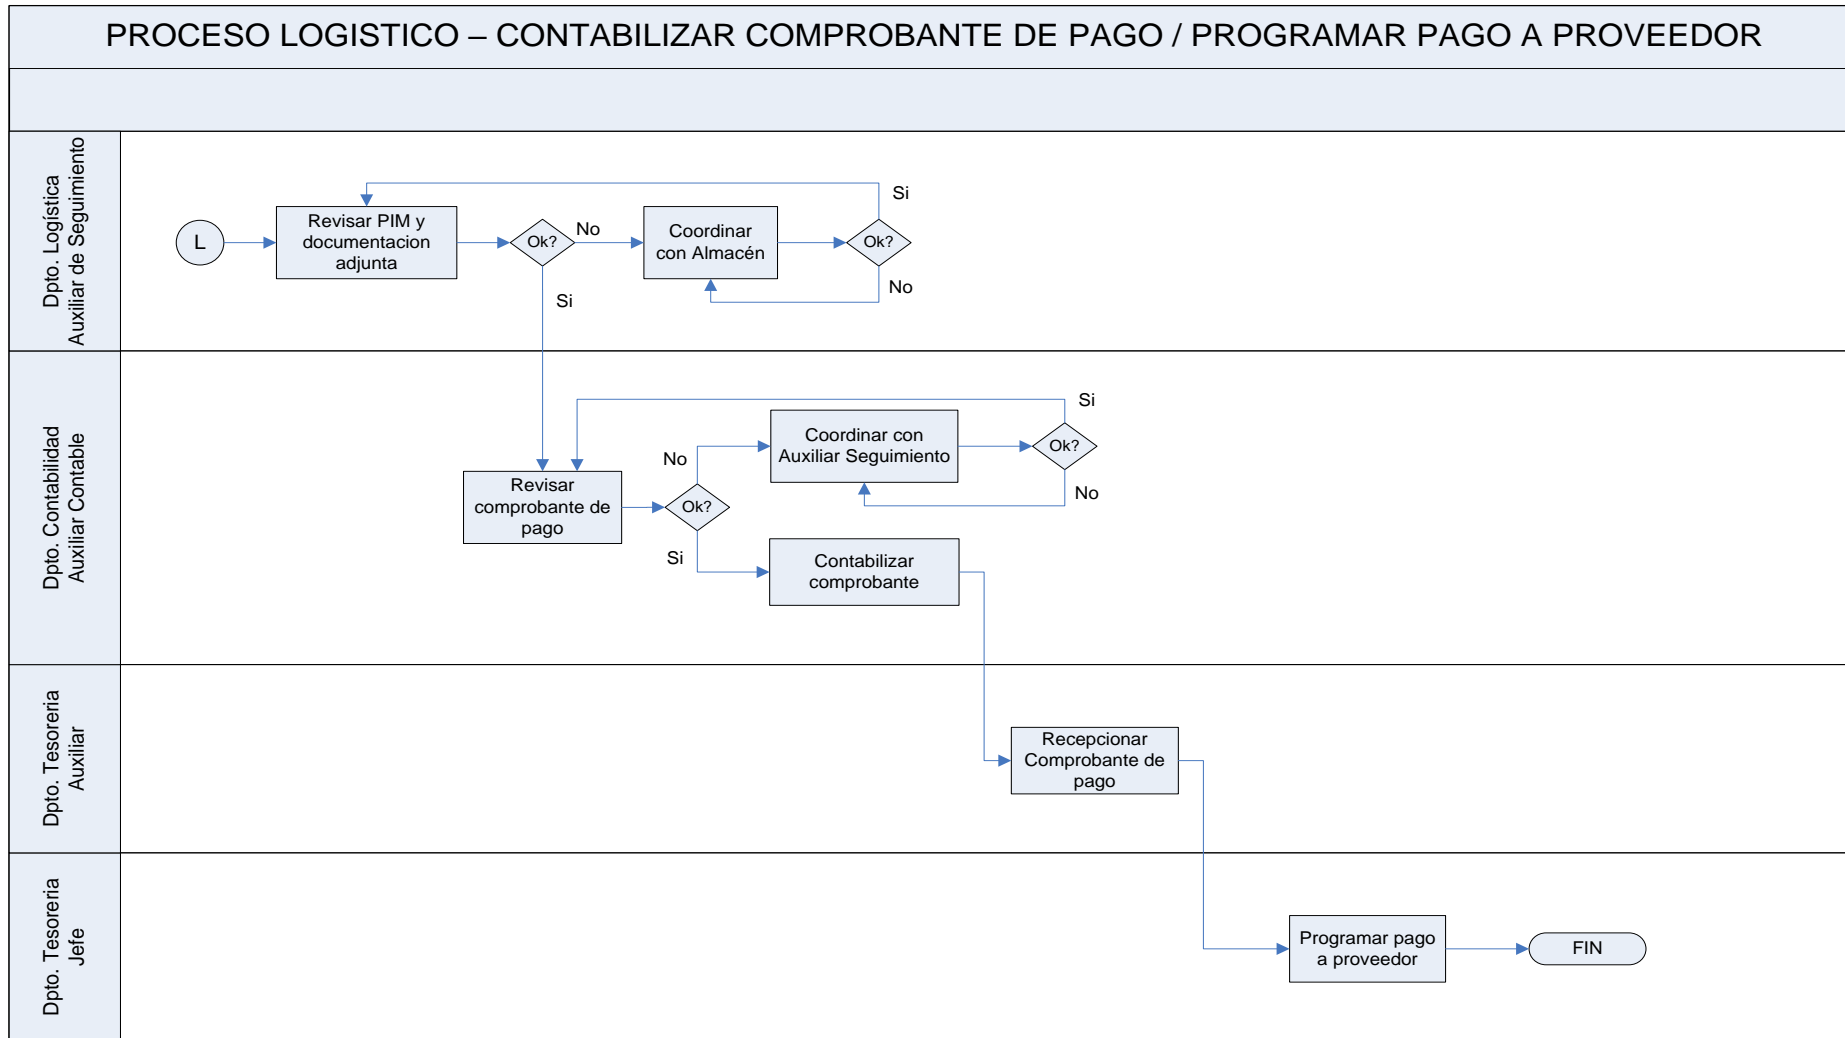 PROCESO LOGISTICO – CONTABILIZAR COMPROBANTE DE PAGO / PROGRAMAR PAGO A PROVEEDOR
Dpto. Logística
Auxiliar de Seguimiento
L
Revisar PIM y
documentacion
adjunta
Ok?
No
Si
Coordinar
con Almacén
Ok?
Si
No
Dpto. Contabilidad
Auxiliar Contable
Revisar
comprobante de
pago
Ok?
No
Si
Coordinar con
Auxiliar Seguimiento
Ok?
Si
No
Contabilizar
comprobante
Dpto. Tesoreria
Auxiliar
Recepcionar
Comprobante de
pago
Dpto. Tesoreria
Jefe
Programar pago
a proveedor
FIN